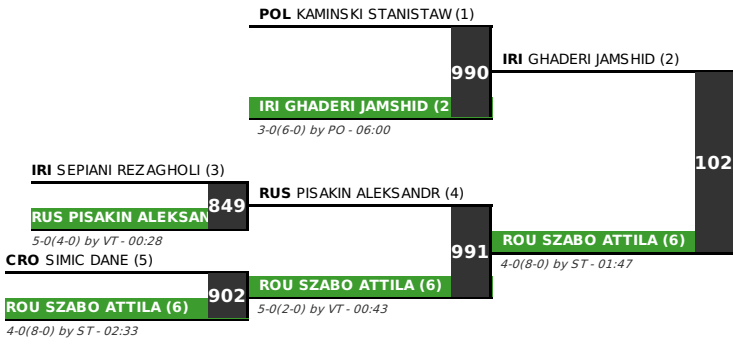 POL KAMINSKI STANISTAW (1)
990
IRI GHADERI JAMSHID (2
3-0(6-0) by PO - 06:00
IRI GHADERI JAMSHID (2)
102
ROU SZABO ATTILA (6)
4-0(8-0) by ST - 01:47
IRI SEPIANI REZAGHOLI (3)
849
RUS PISAKIN ALEKSAN
5-0(4-0) by VT - 00:28
RUS PISAKIN ALEKSANDR (4)
991
ROU SZABO ATTILA (6)
5-0(2-0) by VT - 00:43
CRO SIMIC DANE (5)
902
ROU SZABO ATTILA (6)
4-0(8-0) by ST - 02:33